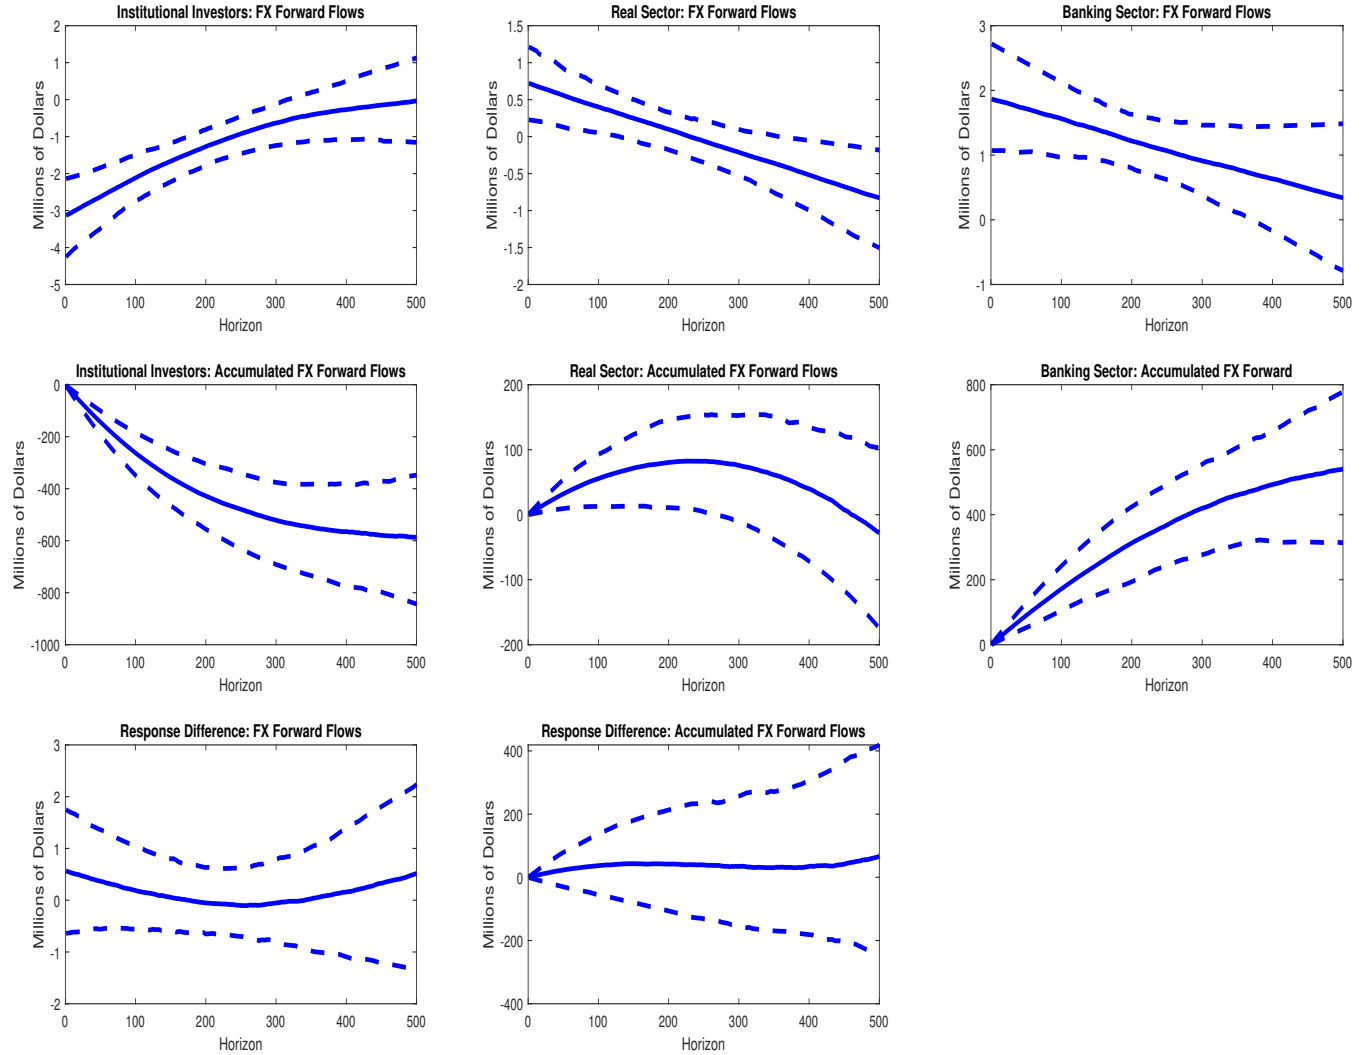 Institutional Investors: FX Forward Flows
Millions of Dollars
2
1
0
-1
-2
-3
-4
-5
0 100 200 300 400 500
Horizon
Real Sector: FX Forward Flows
Millions of Dollars
1.5
1
0.5
0
-0.5
-1
-1.5
-2
0 100 200 300 400 500
Horizon
Banking Sector: FX Forward Flows
Millions of Dollars
3
2
1
0
-1
0 100 200 300 400 500
Horizon
Institutional Investors: Accumulated FX Forward Flows
Millions of Dollars
0
-200
-400
-600
-800
-1000
0 100 200 300 400 500
Horizon
Real Sector: Accumulated FX Forward Flows
Millions of Dollars
200
100
0
-100
-200
0 100 200 300 400 500
Horizon
Banking Sector: Accumulated FX Forward
Millions of Dollars
800
600
400
200
0
0 100 200 300 400 500
Horizon
Response Difference: FX Forward Flows
Millions of Dollars
3
2
1
0
-1
-2
0 100 200 300 400 500
Horizon
Response Difference: Accumulated FX Forward Flows
Millions of Dollars
400
200
0
-200
-400
0 100 200 300 400 500
Horizon